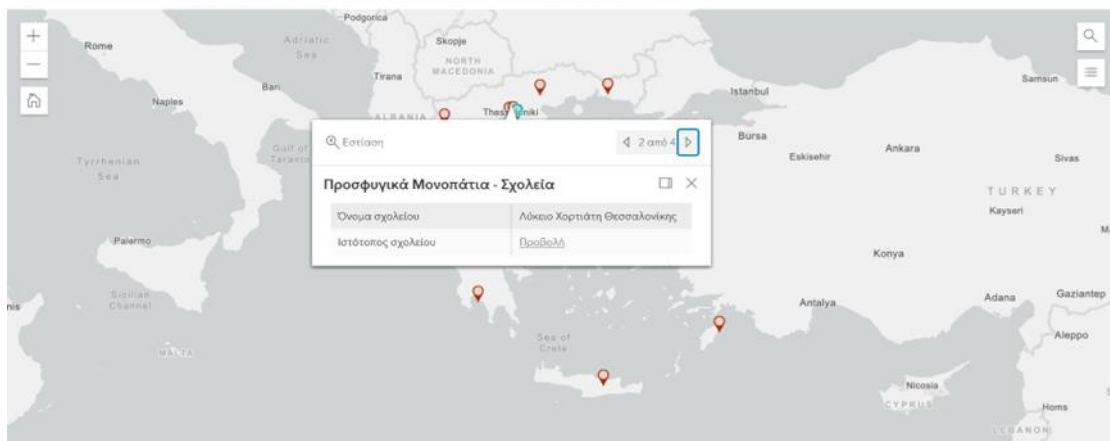 Podgorica
Rome
Adriatic
Sea
Skopje
NORTH
MACEDONIA
Samsun
Bari
Tirana
Istanbul
Naples
ALBANIA
Εστίαση
2 από 4
Bursa
Ankara
Eskisehir
Sivas
Tyrrhenian
Sea
Gulf of
Προσφυγικά Μονοπάτια - Σχολεία
TURKEY
Kayseri
Όνομα σχολείου
Λύκειο Χορτιάτη Θεσσαλονίκης
Ιστότοπος σχολείου
Προβολή
Palermo
Konya
Sicilian
Channel
Antalya
Adana
Gaziantep
Sea of
Crete
Aleppo
MALTA
Nicosia
CYPRUS
Homs
LEBANON